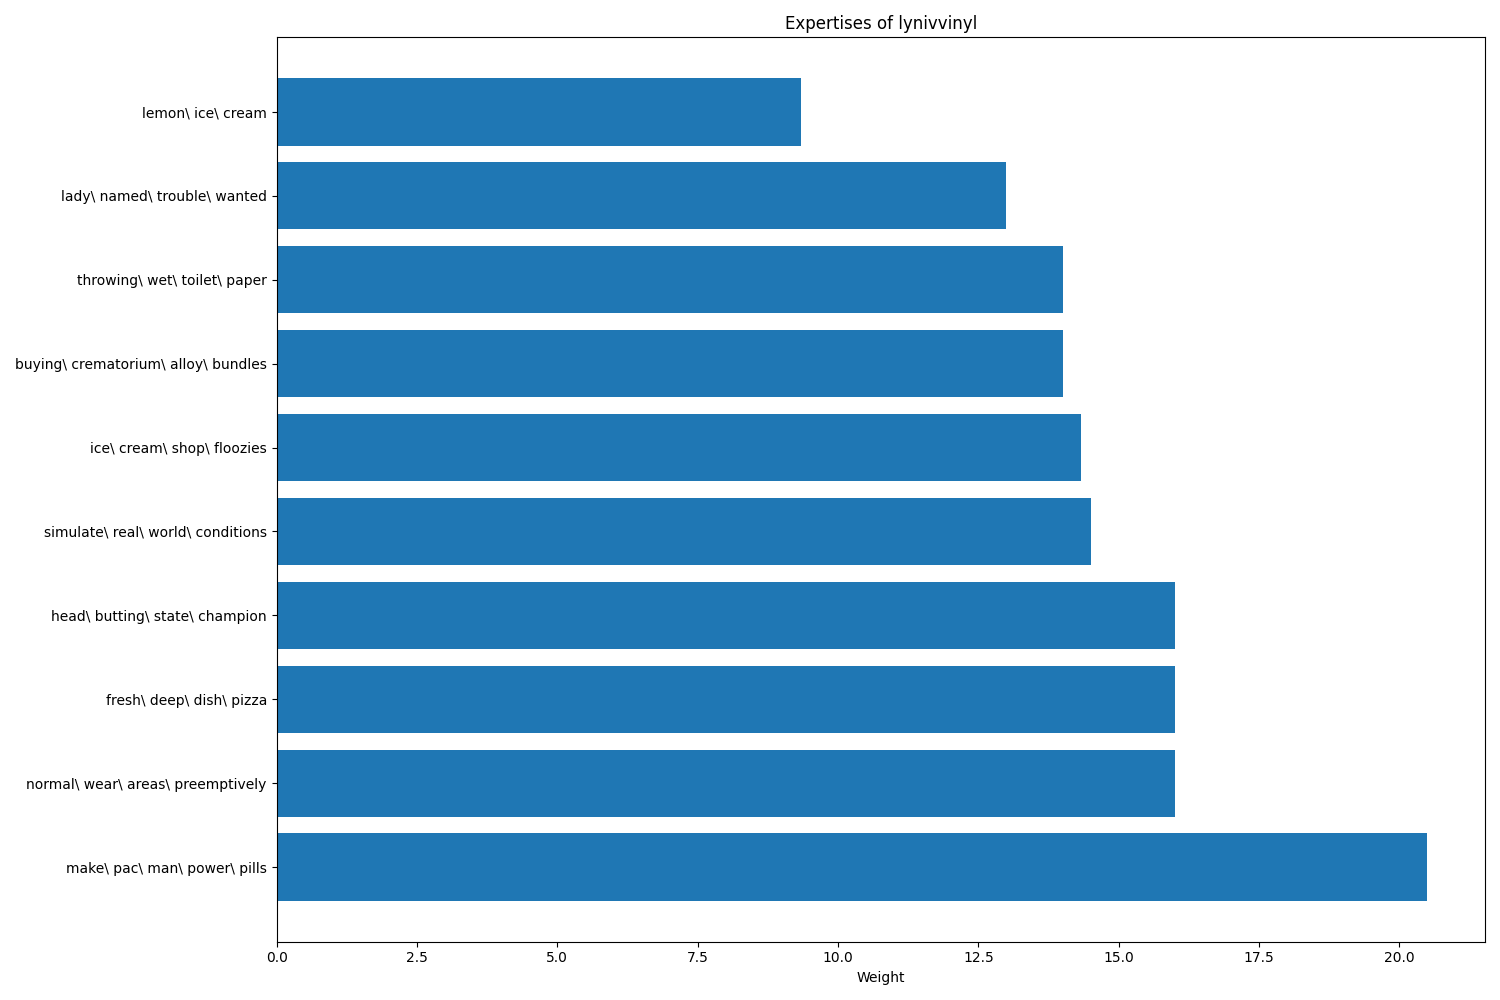 Expertises of lynivvinyl
lemon\ ice\ cream
lady\ named\ trouble\ wanted
throwing\ wet\ toilet\ paper
buying\ crematorium\ alloy\ bundles
ice\ cream\ shop\ floozies
simulate\ real\ world\ conditions
head\ butting\ state\ champion
fresh\ deep\ dish\ pizza
normal\ wear\ areas\ preemptively
make\ pac\ man\ power\ pills
0.0 2.5 5.0 7.5 10.0 12.5 15.0 17.5 20.0
Weight